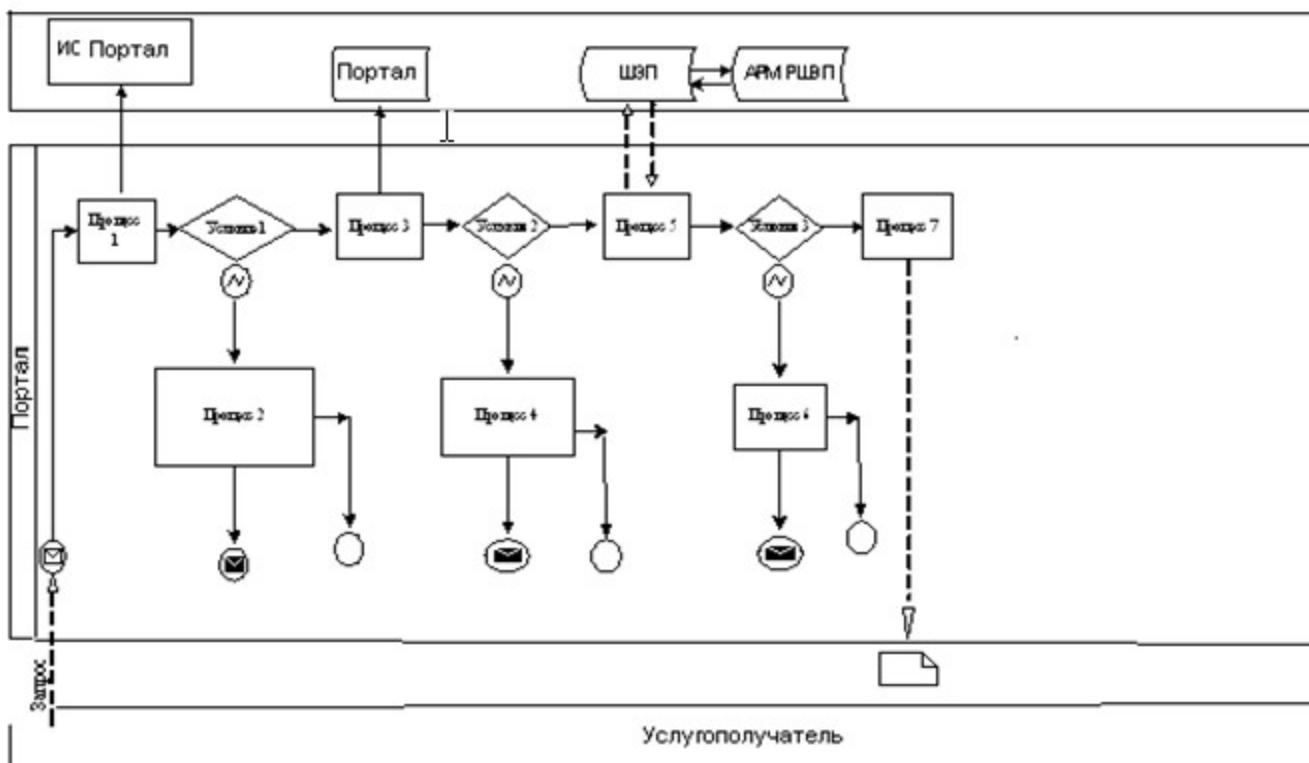 ИС Портал
Портал
ШЭП
АРМ РШЭП
Процесс
1
Условие 1
Процесс 3
Условие 2
Процесс 5
Условие 3
Процесс 7
Процесс 2
Процесс 4
Процесс 6
Портал
Запрос
Услугополучатель